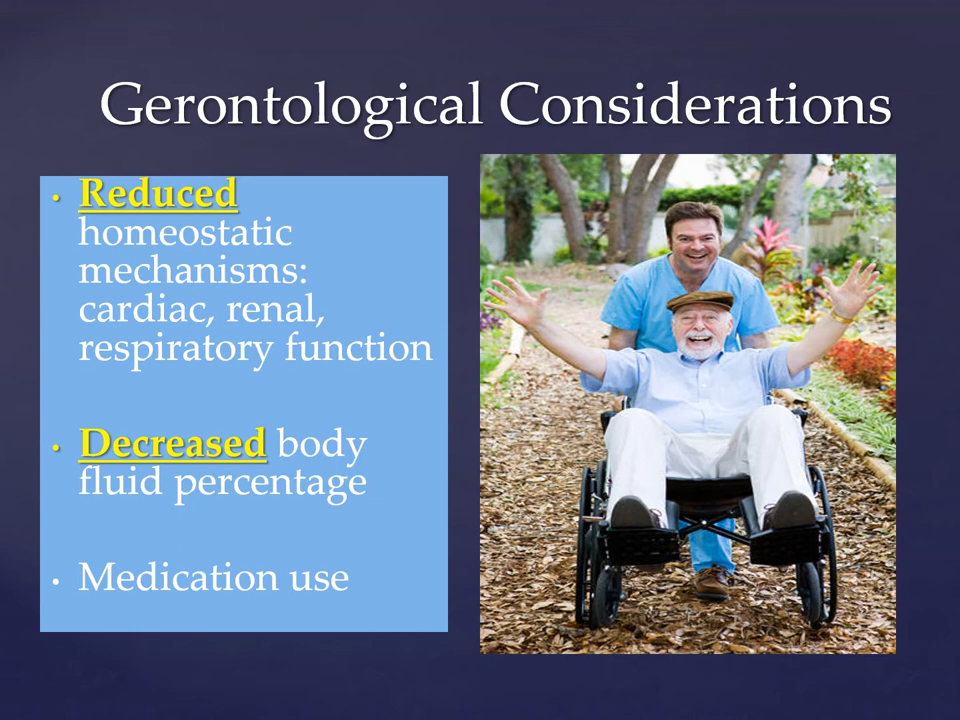 Gerontological Considerations
• Reduced
homeostatic
mechanisms:
cardiac, renal,
respiratory function
• Decreased body
fluid percentage
• Medication use